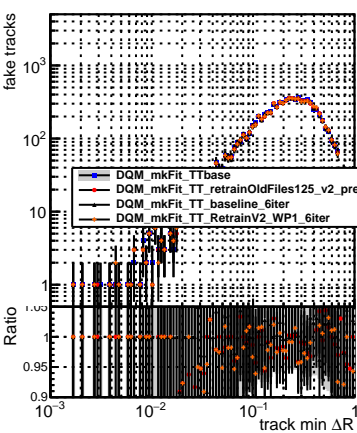 fake tracks
10³
10²
DQM_mkFit_TTbase
DQM_mkFit_TT_retrainOldFiles125_v2_pre
DQM_mkFit_TT_baseline_6iter
DQM_mkFit_TT_RetrainV2_WP1_6iter
10
1
Ratio
1.05
1
0.95
0.9
10⁻³
10⁻²
10⁻¹
1
track min ΔR